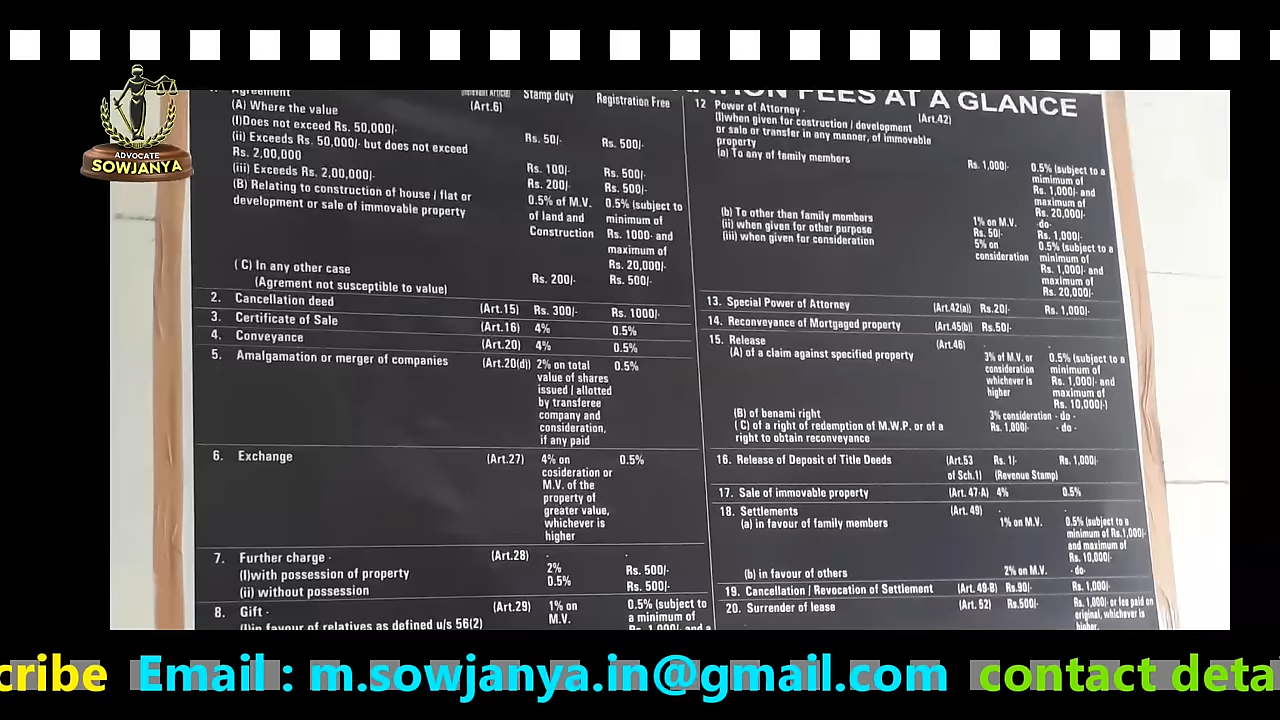 ADVOCATE
SOWJANYA
FEES AT A GLANCE
Agreement
(Relevant Article)
Stamp duty
Registration Free
(A) Where the value
(Art.6)
(I)Does not exceed Rs. 50,000/-
Rs. 50/-
Rs. 500/-
(ii) Exceeds Rs. 50,000/- but does not exceed
Rs. 2,00,000
Rs. 100/-
Rs. 500/-
(iii) Exceeds Rs. 2,00,000/-
Rs. 200/-
Rs. 500/-
(B) Relating to construction of house / flat or
0.5% of M.V.
0.5% (subject to
development or sale of immovable property
of land and
minimum of
Construction
Rs. 1000- and
maximum of
Rs. 20,000/-
( C) In any other case
Rs. 200/-
Rs. 500/-
(Agrement not susceptible to value)
2. Cancellation deed
(Art.15)
Rs. 300/-
Rs. 1000/-
3. Certificate of Sale
(Art.16)
4%
0.5%
4. Conveyance
(Art.20)
4%
0.5%
5. Amalgamation or merger of companies
(Art.20(d))
2% on total
0.5%
value of shares
issued / allotted
by transferee
company and
consideration,
if any paid
6. Exchange
(Art.27)
4% on
0.5%
cosideration or
M.V. of the
property of
greater value,
whichever is
higher
7. Further charge -
(Art.28)
-
-
(I)with possession of property
2%
Rs. 500/-
(ii) without possession
0.5%
Rs. 500/-
8. Gift -
(Art.29)
1% on
0.5% (subject to
M.V.
a minimum of
(I)in favour of relatives as defined u/s 56(2)
Rs. 1,000/- and a
12 Power of Attorney -
(Art.42)
(I)when given for costruction / development
or sale or transfer in any manner, of immovable
property
(a) To any of family members
Rs. 1,000/-
0.5% (subject to a
mimimum of
Rs. 1,000/- and
maximum of
Rs. 20,000/-
(b) To other than family members
1% on M.V.
-do-
(ii) when given for other purpose
Rs. 50/-
Rs. 1,000/-
(iii) when given for consideration
5% on
0.5% (subject to a
consideration
minimum of
Rs. 1,000/- and
maximum of
Rs. 20,000/-
13. Special Power of Attorney
(Art.42(a))
Rs.20/-
Rs. 1,000/-
14. Reconveyance of Mortgaged property
(Art.45(b))
Rs.50/-
15. Release
(Art.46)
-
-
(A) of a claim against specified property
3% of M.V. or
0.5% (subject to a
consideration
minimum of
whichever is
Rs. 1,000/- and
higher
maximum of
Rs. 10,000/-)
(B) of benami right
3% consideration
- do -
( C) of a right of redemption of M.W.P. or of a
Rs. 1,000/-
- do -
right to obtain reconveyance
16. Release of Deposit of Title Deeds
(Art.53
Rs. 1/-
Rs. 1,000/-
of Sch.1)
(Revenue Stamp)
17. Sale of immovable property
(Art. 47-A)
4%
0.5%
18. Settlements
(Art. 49)
-
-
(a) in favour of family members
1% on M.V.
0.5% (subject to a
minimum of Rs.1,000/-
and maximum of
Rs. 10,000/-
(b) in favour of others
2% on M.V.
- do-
19. Cancellation / Revocation of Settlement
(Art. 49-B)
Rs.90/-
Rs. 1,000/-
20. Surrender of lease
(Art. 52)
Rs.500/-
Rs. 1,000/- or fee paid on
original, whichever is
higher.
cribe Email : m.sowjanya.in@gmail.com contact deta